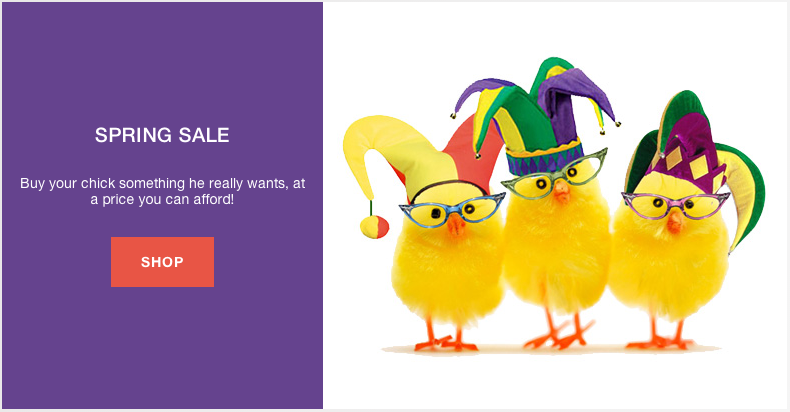 SPRING SALE
Buy your chick something he really wants, at
a price you can afford!
SHOP